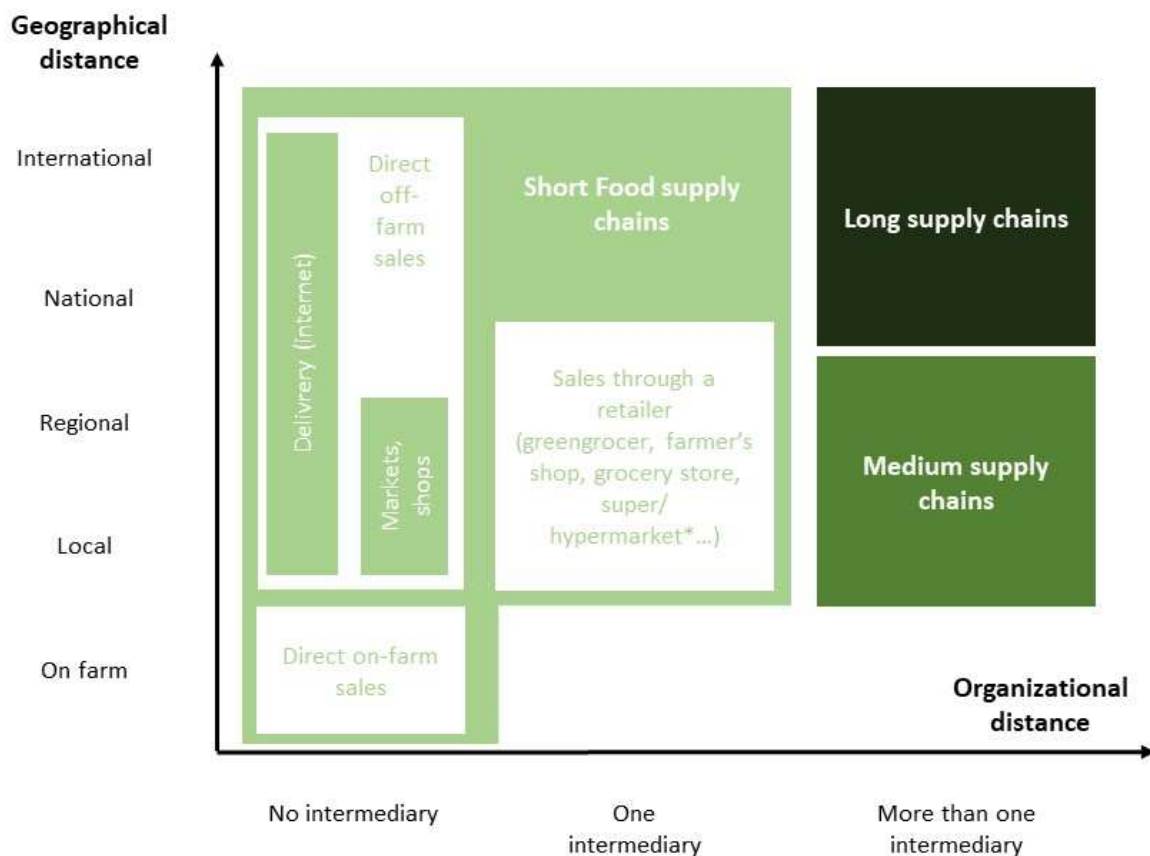 Geographical
distance
International
National
Regional
Local
On farm
Delivrery (internet)
Direct
off-
farm
sales
Markets,
shops
Direct on-farm
sales
Short Food supply
chains
Sales through a
retailer
(greengrocer, farmer's
shop, grocery store,
super/
hypermarket*...)
Long supply chains
Medium supply
chains
Organizational
distance
No intermediary
One
intermediary
More than one
intermediary